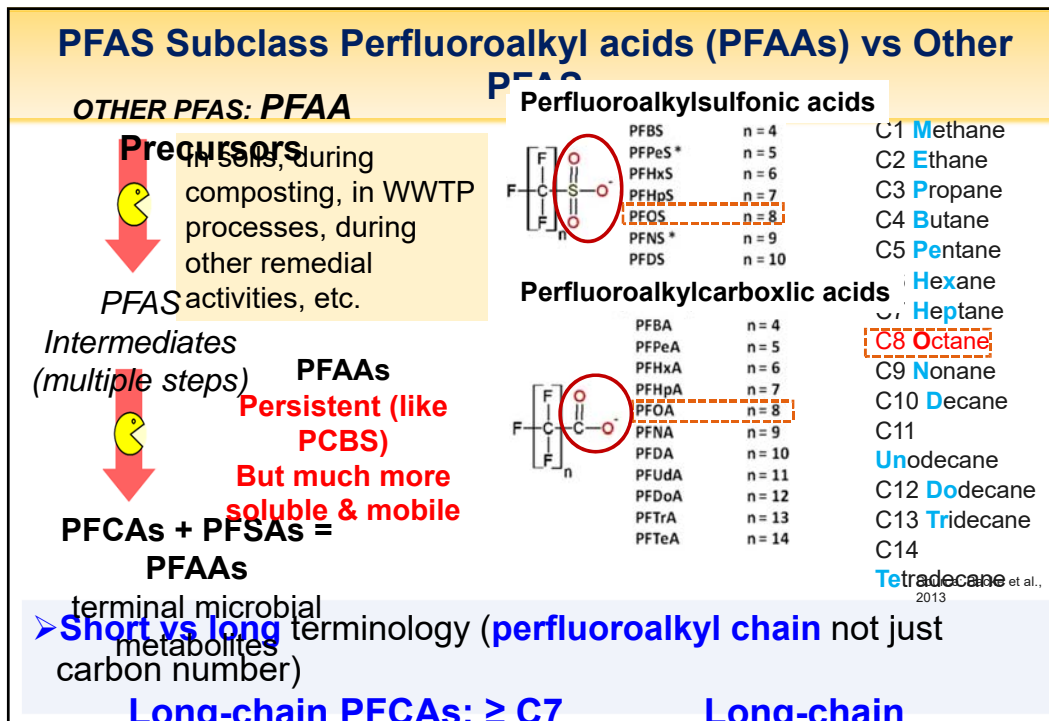 PFAS Subclass Perfluoroalkyl acids (PFAAs) vs Other
PFAS
OTHER PFAS: PFAA
Precursors
In soils, during
composting, in WWTP
processes, during
other remedial
activities, etc.
PFAS
Intermediates
(multiple steps)
PFAAs
Persistent (like
PCBS)
But much more
soluble & mobile
PFCAs + PFSAs =
PFAAs
terminal microbial
metabolites
Perfluoroalkylsulfonic acids
F
F C S O O O-
F
n
PFBS n = 4
PFPeS * n = 5
PFHxS n = 6
PFHpS n = 7
PFOS n = 8
PFNS * n = 9
PFDS n = 10
Perfluoroalkylcarboxlic acids
F
F C C O O-
F
n
PFBA n = 4
PFPeA n = 5
PFHxA n = 6
PFHpA n = 7
PFOA n = 8
PFNA n = 9
PFDA n = 10
PFUdA n = 11
PFDoA n = 12
PFTrA n = 13
PFTeA n = 14
C1 Methane
C2 Ethane
C3 Propane
C4 Butane
C5 Pentane
Hexane
C7 Heptane
C8 Octane
C9 Nonane
C10 Decane
C11
Unodecane
C12 Dodecane
C13 Tridecane
C14
Tetradecane
et al.,
2013
➢Short vs long terminology (perfluoroalkyl chain not just
carbon number)
Long-chain PFCAs: ≥ C7 Long-chain